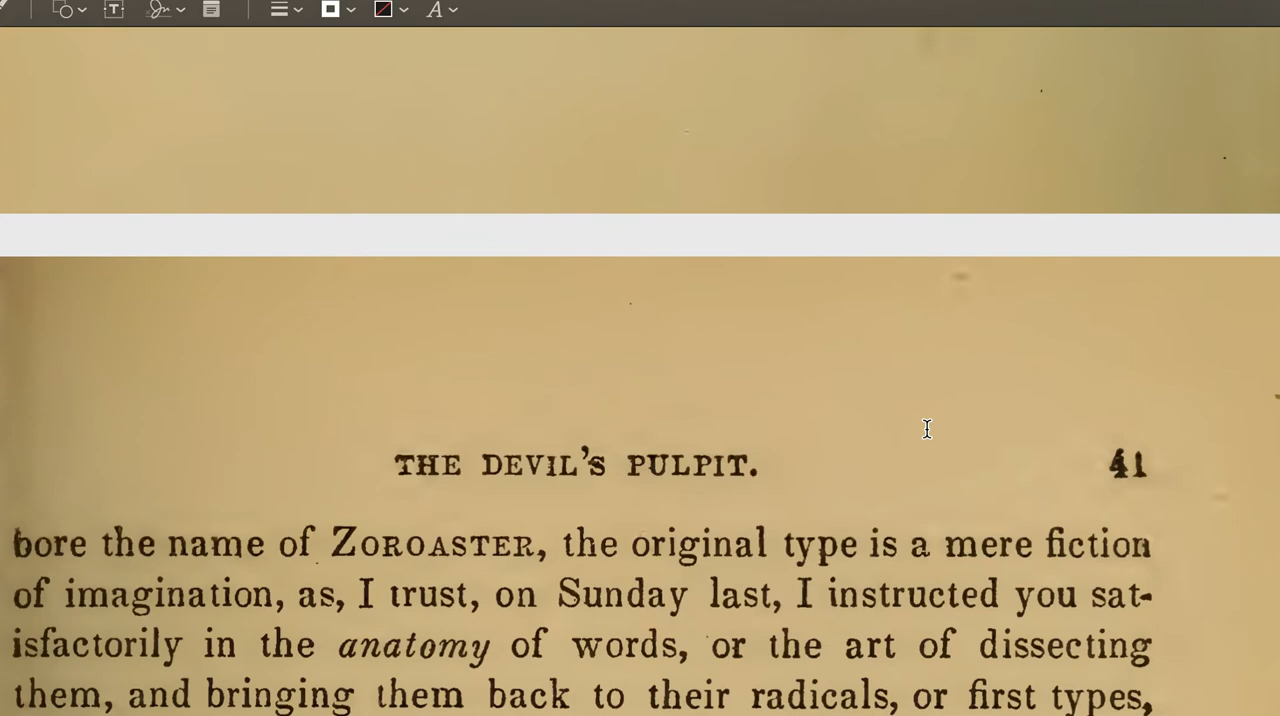 THE DEVIL'S PULPIT. 41
bore the name of ZOROASTER, the original type is a mere fiction
of imagination, as, I trust, on Sunday last, I instructed you sat-
isfactorily in the anatomy of words, or the art of dissecting
them, and bringing them back to their radicals, or first types,